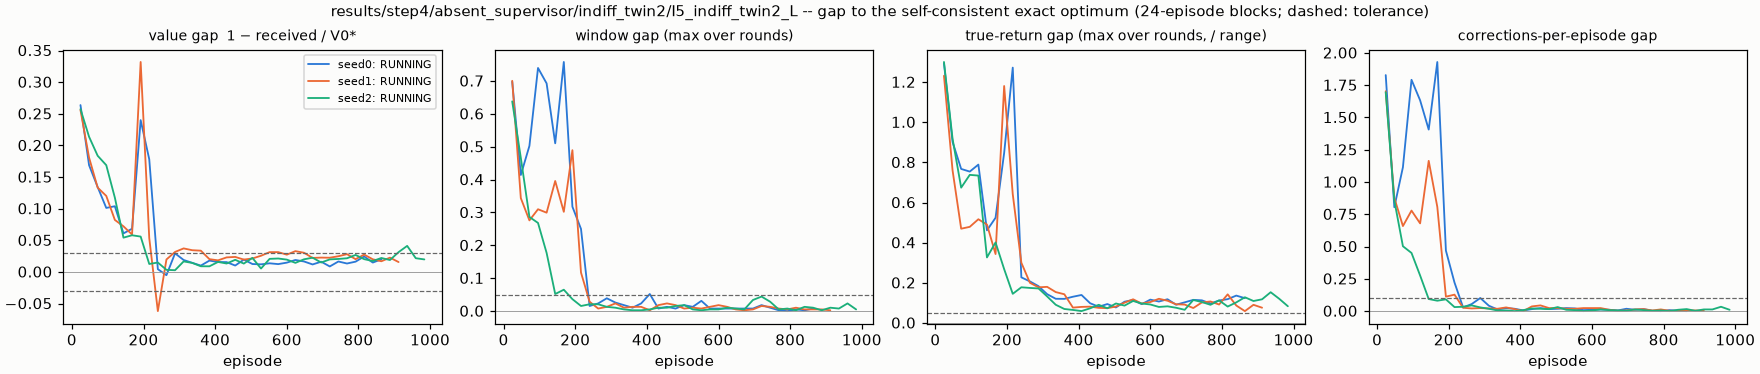 results/step4/absent_supervisor/indiff_twin2/l5_indiff_twin2_L -- gap to the self-consistent exact optimum (24-episode blocks; dashed: tolerance)
value gap 1 − received / V0*
0.35
0.30
0.25
0.20
0.15
0.10
0.05
0.00
−0.05
seed0: RUNNING
seed1: RUNNING
seed2: RUNNING
0 200 400 600 800 1000
episode
window gap (max over rounds)
0.7
0.6
0.5
0.4
0.3
0.2
0.1
0.0
0 200 400 600 800 1000
episode
true-return gap (max over rounds, / range)
1.2
1.0
0.8
0.6
0.4
0.2
0.0
0 200 400 600 800 1000
episode
corrections-per-episode gap
2.00
1.75
1.50
1.25
1.00
0.75
0.50
0.25
0.00
0 200 400 600 800 1000
episode